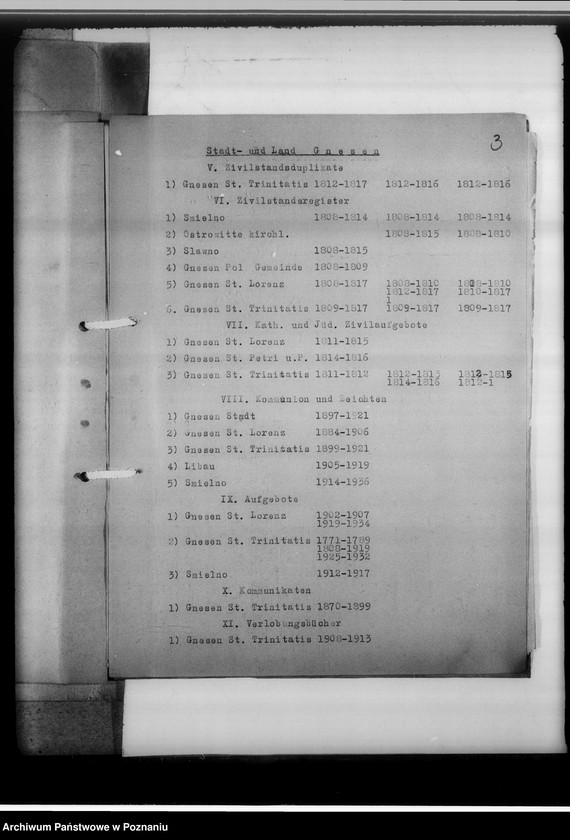 3
Stadt- und Land G n e s e n
V. Zivilstandsduplikate
1) Gnesen St. Trinitatis 1812-1817 1812-1816 1812-1816
VI. Zivilstandsregister
1) Smielno 1808-1814 1808-1814 1808-1814
2) Ostrowitte kirchl. 1808-1815 1808-1810
3) Slawno 1808-1815
4) Gnesen Pol Gemeinde 1808-1809
5) Gnesen St. Lorenz 1808-1817 1808-1810 1808-1810
1812-1817 1810-1817
1
6. Gnesen St. Trinitatis 1809-1817 1809-1817 1809-1817
VII. Kath. und Jüd. Zivilaufgebote
1) Gnesen St. Lorenz 1811-1815
2) Gnesen St. Petri u.P. 1814-1816
3) Gnesen St. Trinitatis 1811-1812 1812-1813 1812-1815
1814-1816 1812-1
VIII. Kommunion und Beichten
1) Gnesen Stadt 1897-1921
2) Gnesen St. Lorenz 1884-1906
3) Gnesen St. Trinitatis 1899-1921
4) Libau 1905-1919
5) Smielno 1914-1936
IX. Aufgebote
1) Gnesen St. Lorenz 1902-1907
1919-1934
2) Gnesen St. Trinitatis 1771-1789
1808-1919
1925-1932
3) Smielno 1912-1917
X. Kommunikaten
1) Gnesen St. Trinitatis 1870-1899
XI. Verlobungsbücher
1) Gnesen St. Trinitatis 1908-1913
Archiwum Państwowe w Poznaniu